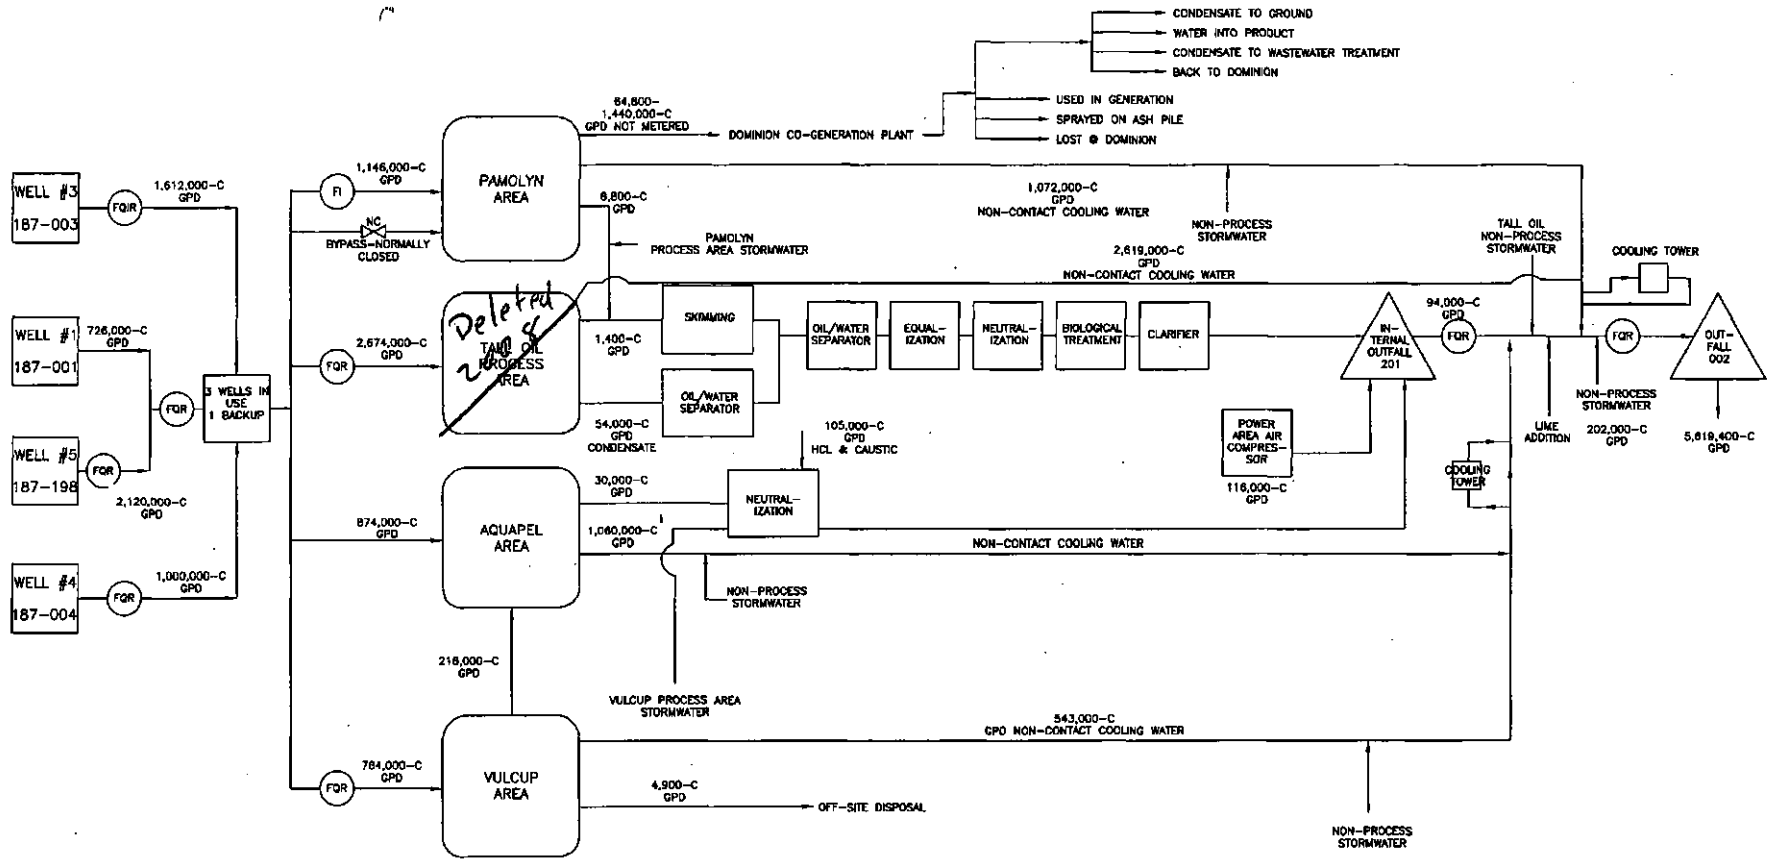 CONDENSATE TO GROUND
WATER INTO PRODUCT
CONDENSATE TO WASTEWATER TREATMENT
BACK TO DOMINION
USED IN GENERATION
SPRAYED ON ASH PILE
LOST @ DOMINION
64,800-
1,440,000-C
GPD NOT METERED
DOMINION CO-GENERATION PLANT
WELL #3
187-003
FQIR
1,612,000-C
GPD
FI
1,146,000-C
GPD
NC
BYPASS-NORMALLY
CLOSED
PAMOLYN
AREA
6,800-C
GPD
PAMOLYN
PROCESS AREA STORMWATER
1,072,000-C
GPD
NON-CONTACT COOLING WATER
NON-PROCESS
STORMWATER
2,619,000-C
GPD
NON-CONTACT COOLING WATER
TALL OIL
NON-PROCESS
STORMWATER
COOLING TOWER
WELL #1
187-001
726,000-C
GPD
FQR
3 WELLS IN
USE
1 BACKUP
FQR
2,674,000-C
GPD
Deleted
2008
TALL OIL
PROCESS
AREA
1,400-C
GPD
SKIMMING
OIL/WATER
SEPARATOR
EQUAL-
IZATION
NEUTRAL-
IZATION
BIOLOGICAL
TREATMENT
CLARIFIER
IN-
TERNAL
OUTFALL
201
94,000-C
GPD
FQR
FQR
OUT-
FALL
002
54,000-C
GPD
CONDENSATE
OIL/WATER
SEPARATOR
LIME
ADDITION
NON-PROCESS
STORMWATER
202,000-C
GPD
5,619,400-C
GPD
WELL #5
187-198
FQR
2,120,000-C
GPD
105,000-C
GPD
HCL & CAUSTIC
POWER
AREA AIR
COMPRES-
SOR
116,000-C
GPD
COOLING
TOWER
874,000-C
GPD
AQUAPEL
AREA
30,000-C
GPD
NEUTRAL-
IZATION
1,060,000-C
GPD
NON-CONTACT COOLING WATER
NON-PROCESS
STORMWATER
WELL #4
187-004
FQR
1,000,000-C
GPD
216,000-C
GPD
VULCUP PROCESS AREA
STORMWATER
FQR
784,000-C
GPD
VULCUP
AREA
543,000-C
GPD NON-CONTACT COOLING WATER
4,900-C
GPD
OFF-SITE DISPOSAL
NON-PROCESS
STORMWATER